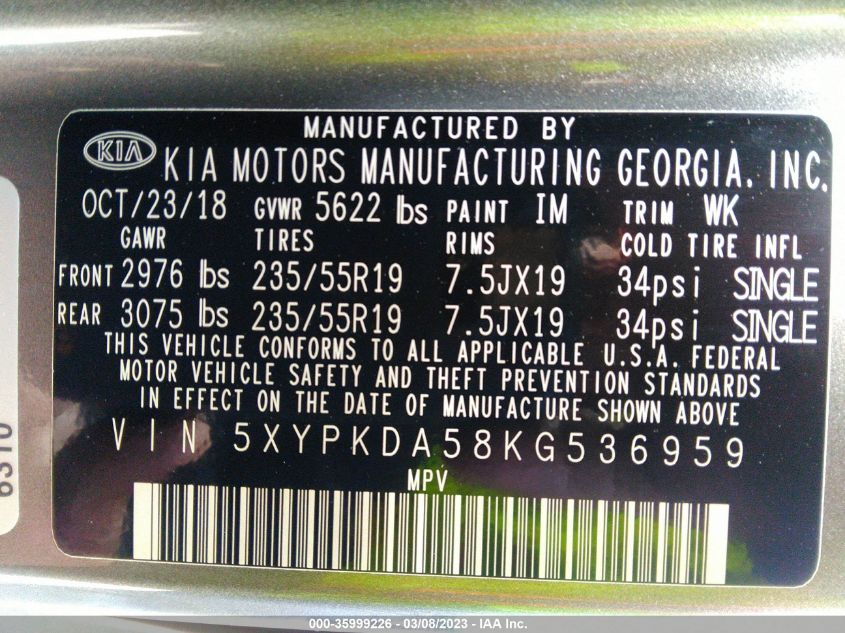 MANUFACTURED BY
KIA KIA MOTORS MANUFACTURING GEORGIA. INC.
OCT/23/18 GVWR 5622 lbs PAINT IM TRIM WK
GAWR TIRES RIMS COLD TIRE INFL
FRONT 2976 lbs 235/55R19 7.5JX19 34psi SINGLE
REAR 3075 lbs 235/55R19 7.5JX19 34psi SINGLE
THIS VEHICLE CONFORMS TO ALL APPLICABLE U.S.A. FEDERAL
MOTOR VEHICLE SAFETY AND THEFT PREVENTION STANDARDS
IN EFFECT ON THE DATE OF MANUFACTURE SHOWN ABOVE
VIN 5XYPKDA58KG536959
MPV
000-35999226 - 03/08/2023 - IAA Inc.